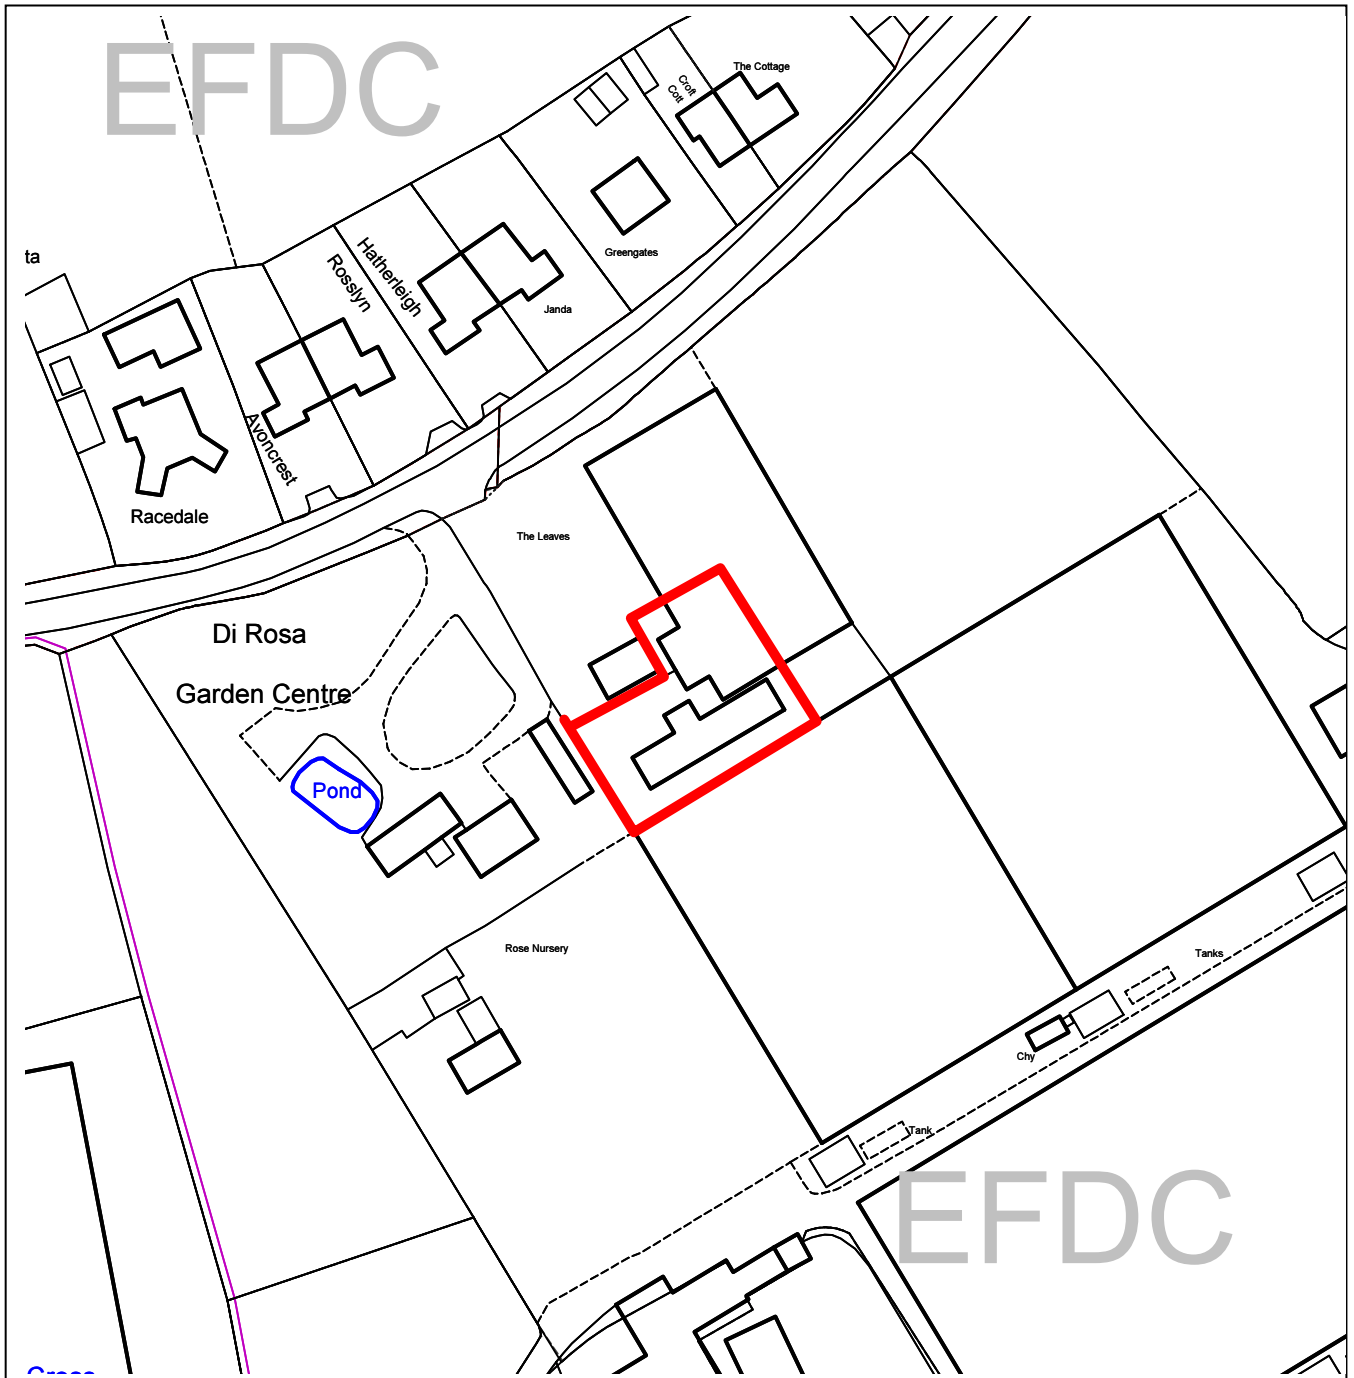 EFDC
The Cottage
Croft
Cott
Greengates
ta
Hatherleigh
Rosslyn
Janda
Avoncrest
Racedale
The Leaves
Di Rosa
Garden Centre
Pond
Rose Nursery
Tanks
Chy
Tank
EFDC